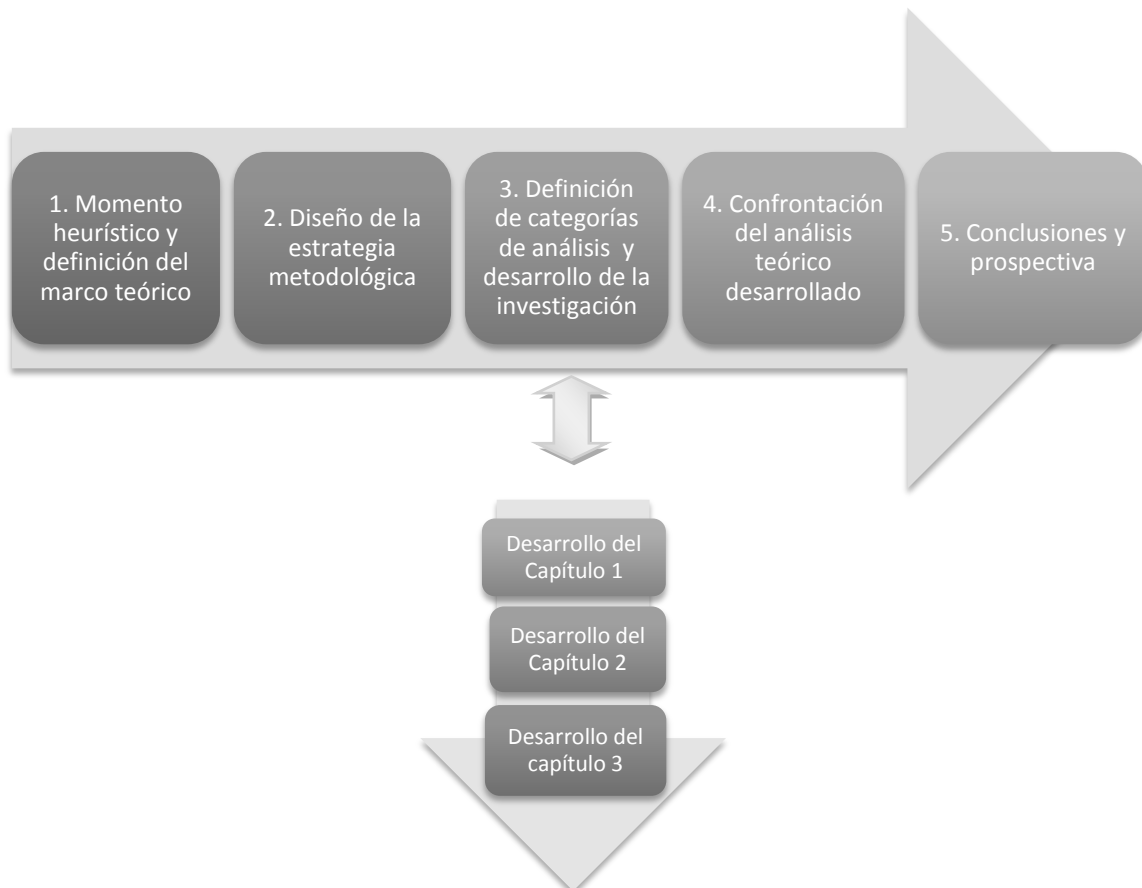 1. Momento
heurístico y
definición del
marco teórico
2. Diseño de la
estrategia
metodológica
3. Definición
de categorías
de análisis y
desarrollo de la
investigación
4. Confrontación
del análisis
teórico
desarrollado
5. Conclusiones y
prospectiva
Desarrollo del
Capítulo 1
Desarrollo del
Capítulo 2
Desarrollo del
capítulo 3